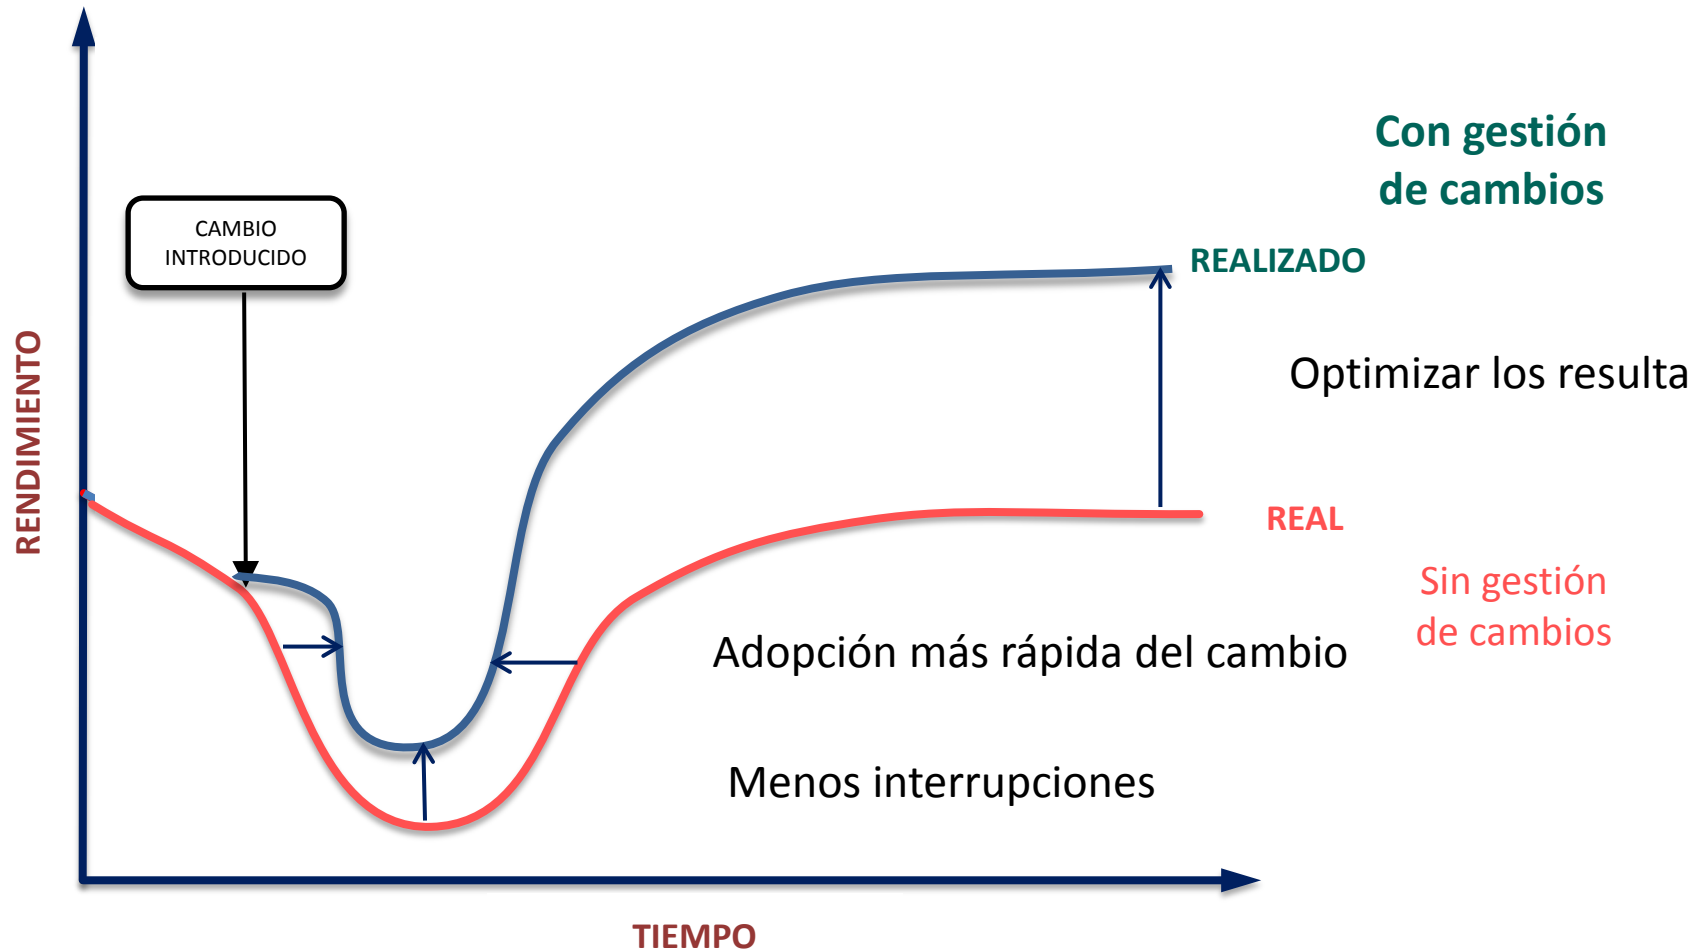 Con gestión
de cambios
CAMBIO
INTRODUCIDO
REALIZADO
RENDIMIENTO
Optimizar los resulta
REAL
Sin gestión
de cambios
Adopción más rápida del cambio
Menos interrupciones
TIEMPO